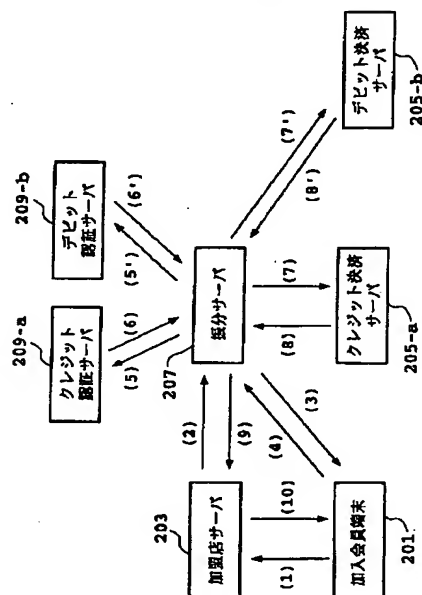 209-b
デビット
認証サーバ
(6')
(5')
(7')
(8')
デビット決済
サーバ
205-b
209-a
クレジット
認証サーバ
(6)
(5)
207
振分サーバ
(7)
(8)
クレジット決済
サーバ
205-a
(2)
(9)
(3)
(4)
203
加盟店サーバ
(10)
(1)
加入会員端末
201